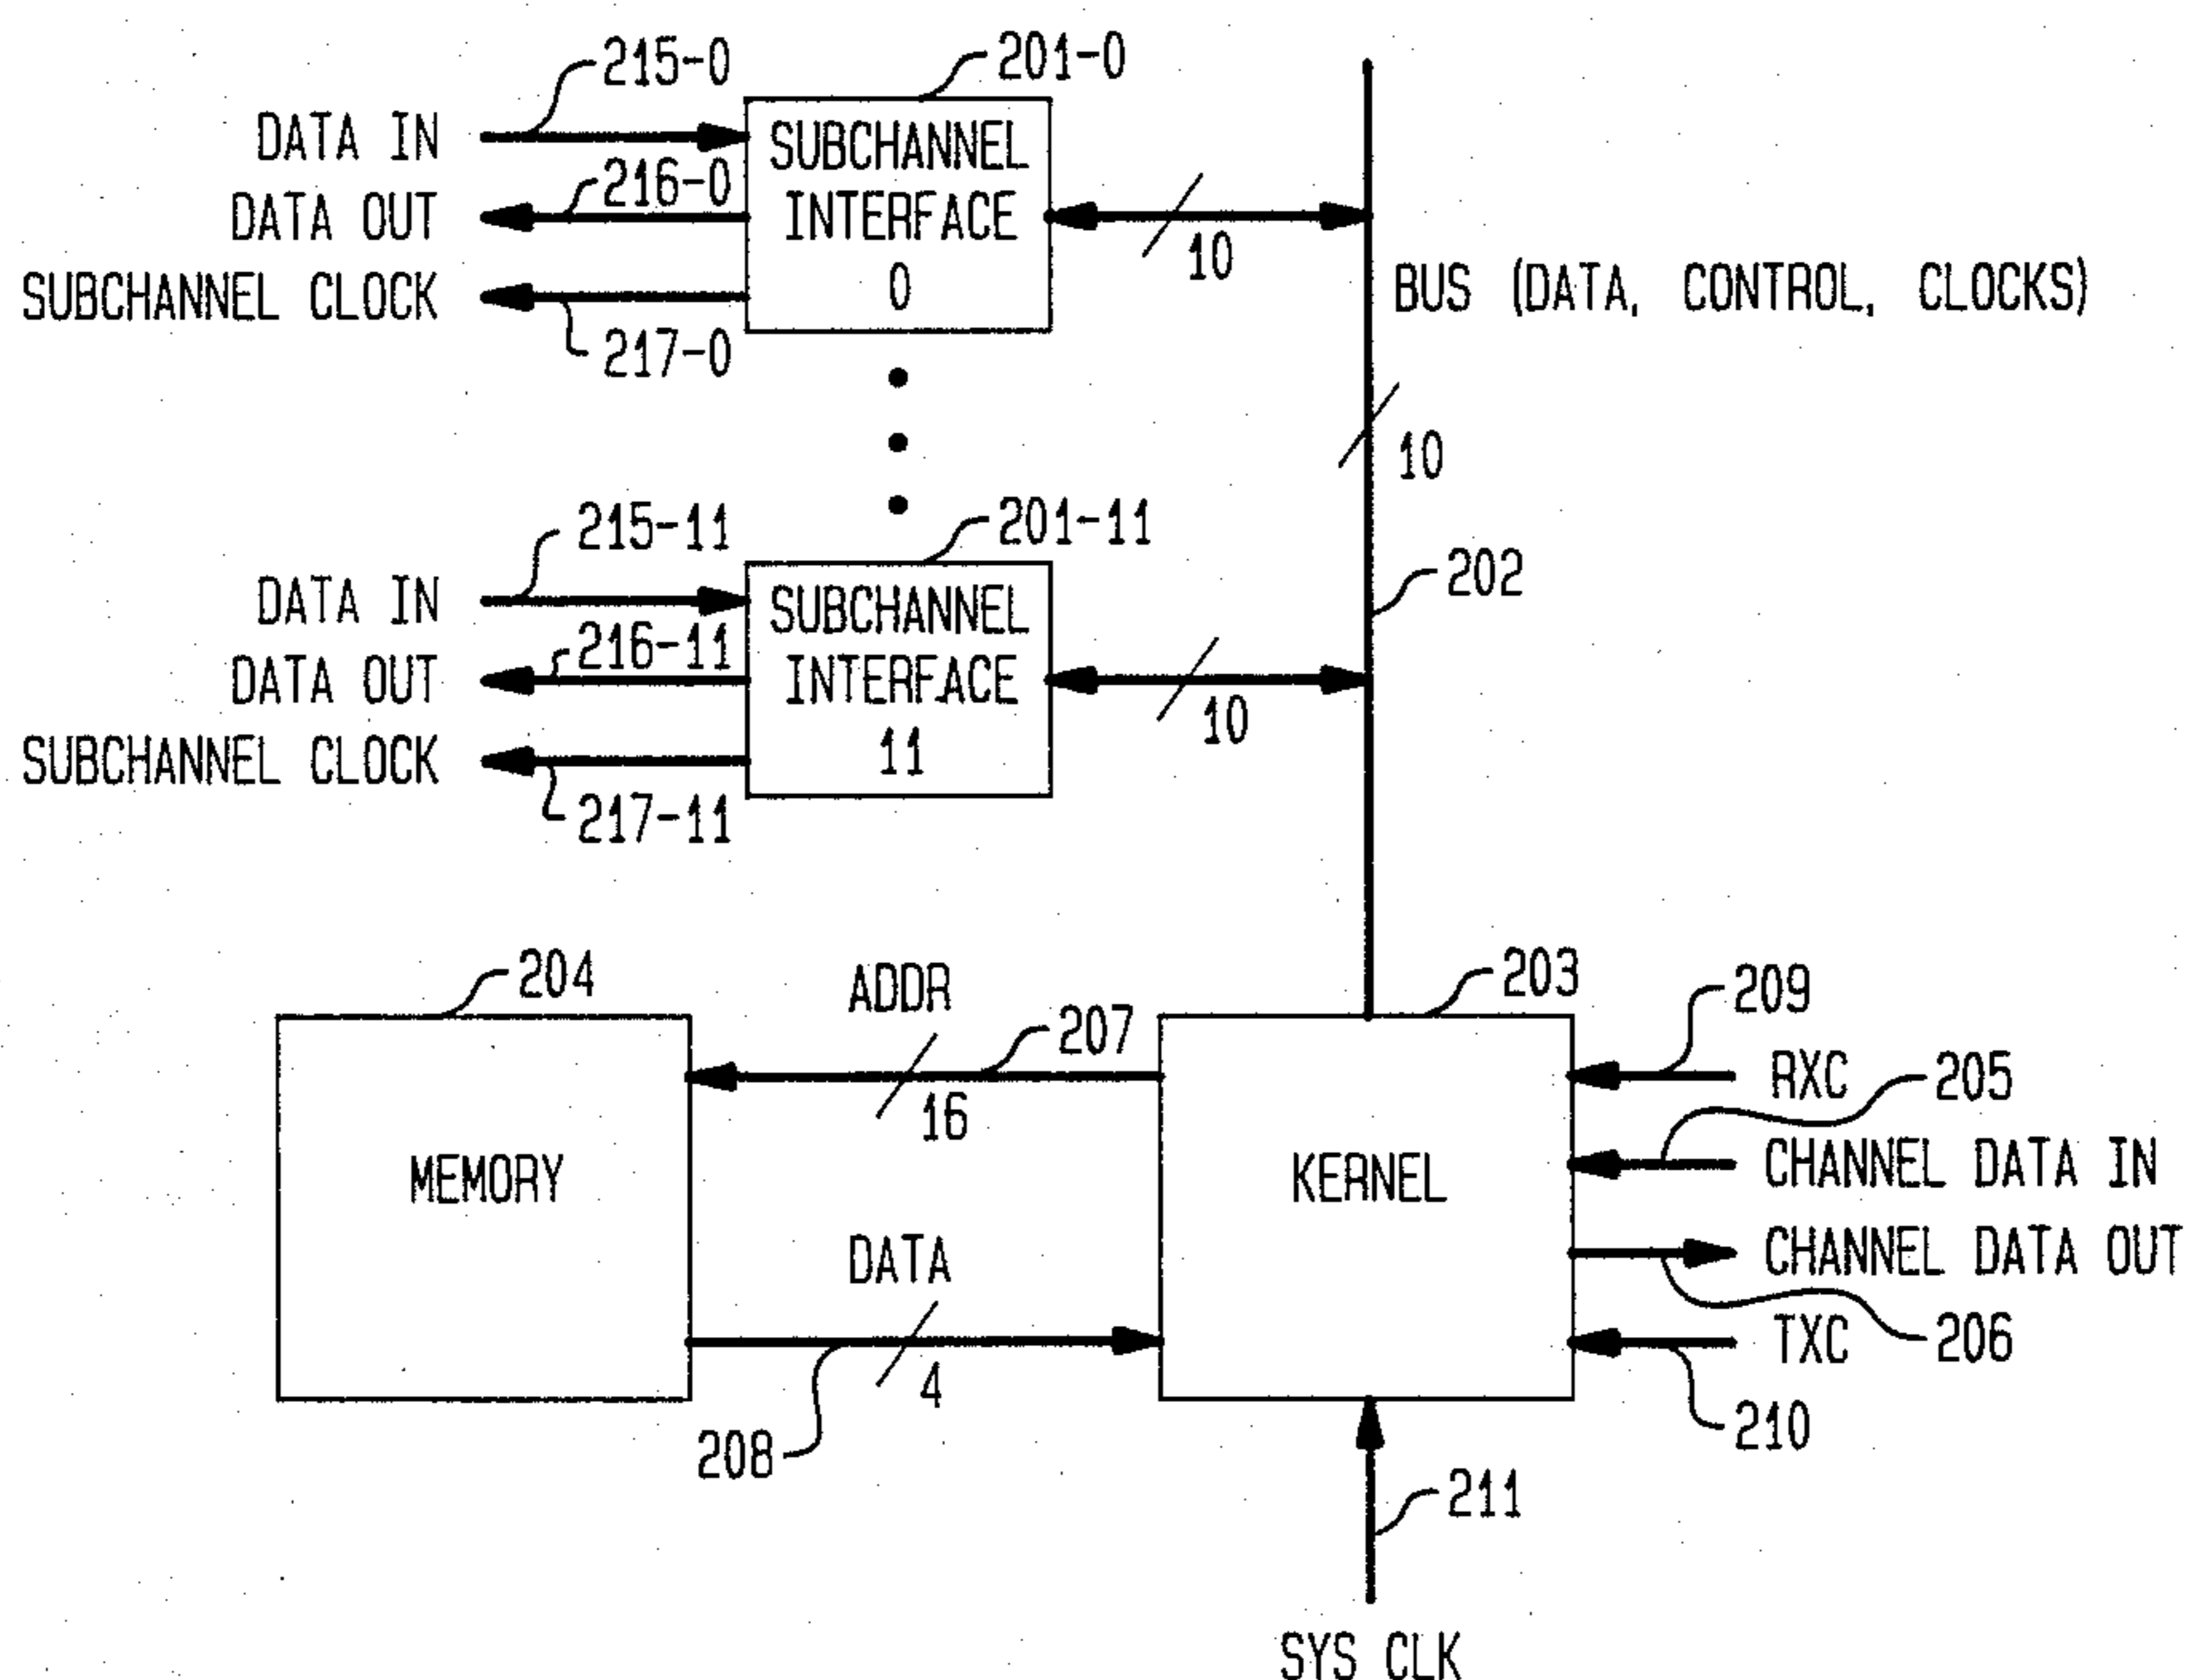 215-0
201-0
DATA IN
216-0
DATA OUT
SUBCHANNEL CLOCK
217-0
SUBCHANNEL
INTERFACE
0
10
BUS (DATA, CONTROL, CLOCKS)
10
215-11
201-11
202
DATA IN
216-11
DATA OUT
SUBCHANNEL CLOCK
217-11
SUBCHANNEL
INTERFACE
11
10
204
ADDR
207
16
203
209
RXC
205
MEMORY
KERNEL
CHANNEL DATA IN
DATA
4
208
CHANNEL DATA OUT
TXC
206
210
211
SYS CLK